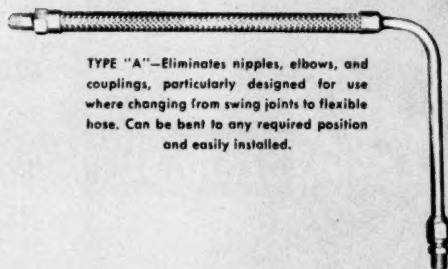 TYPE "A"—Eliminates nipples, elbows, and
couplings, particularly designed for use
where changing from swing joints to flexible
hose. Can be bent to any required position
and easily installed.